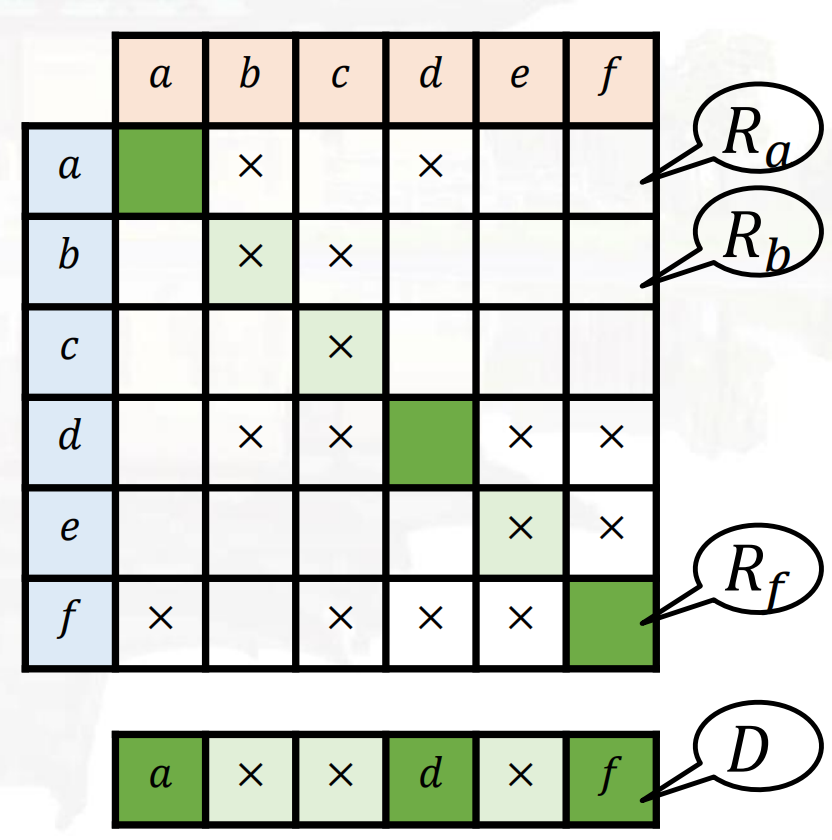 a b c d e f
a × × R_a
b × × R_b
c ×
d × × × ×
e × ×
f × × × × R_f
a × × d × f D